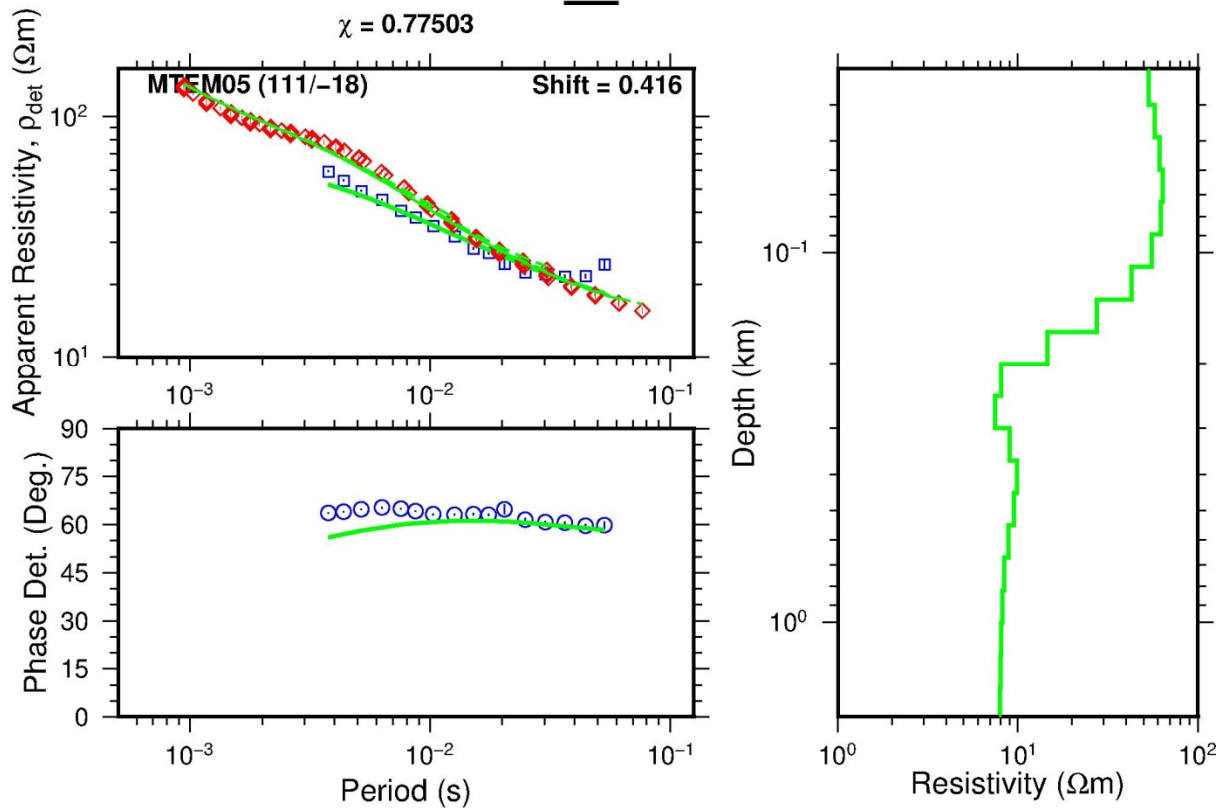 χ = 0.77503
MTEM05 (111/−18)
Shift = 0.416
Apparent Resistivity, ρdet (Ωm)
10²
10¹
10⁻³
10⁻²
10⁻¹
Phase Det. (Deg.)
90
75
60
45
30
15
0
10⁻³
10⁻²
10⁻¹
Period (s)
Depth (km)
10⁻¹
10⁰
10⁰
10¹
10²
Resistivity (Ωm)